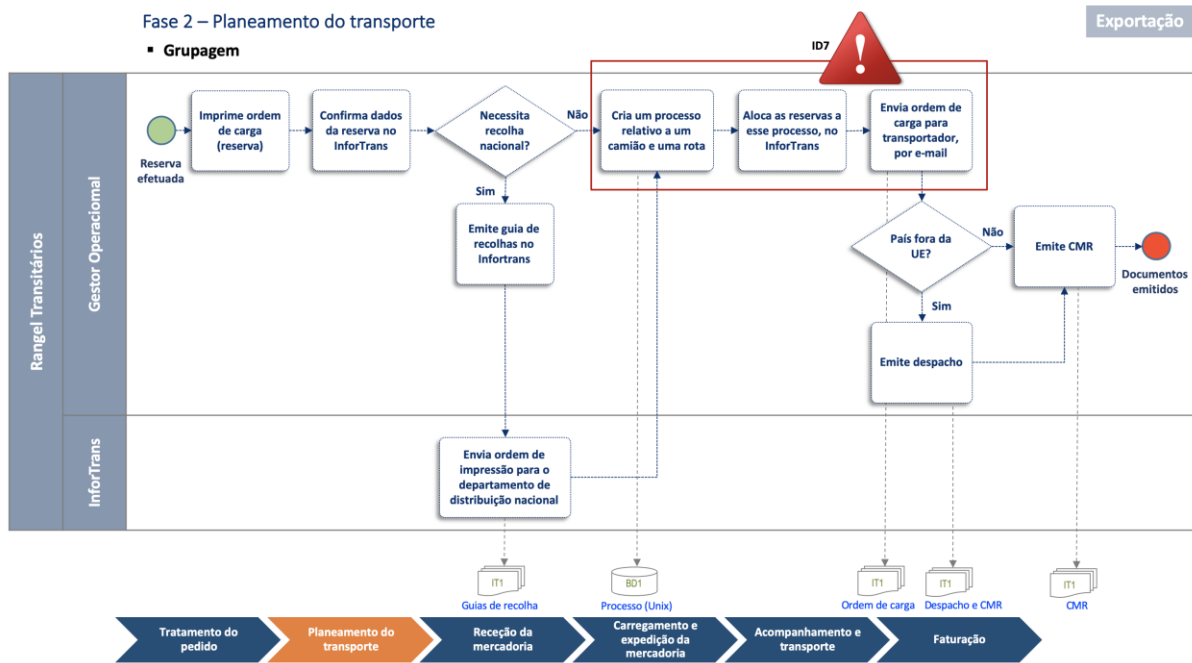 Fase 2 – Planeamento do transporte
Exportação
▪ Grupagem
ID7
!
Rangel Transitários
Gestor Operacionmal
InforTrans
Reserva
efetuada
Imprime ordem
de carga
(reserva)
Confirma dados
da reserva no
InforTrans
Necessita
recolha
nacional?
Não
Sim
Cria um processo
relativo a um
camião e uma rota
Aloca as reservas a
esse processo, no
InforTrans
Envia ordem de
carga para
transportador,
por e-mail
Emite guia de
recolhas no
Infortrans
País fora da
UE?
Não
Sim
Emite CMR
Documentos
emitidos
Emite despacho
Envia ordem de
impressão para o
departamento de
distribuição nacional
IT1
Guias de recolha
BD1
Processo (Unix)
IT1
Ordem de carga
IT1
Despacho e CMR
IT1
CMR
Tratamento do
pedido
Planeamento do
transporte
Receção da
mercadoria
Carregamento e
expedição da
mercadoria
Acompanhamento e
transporte
Faturação